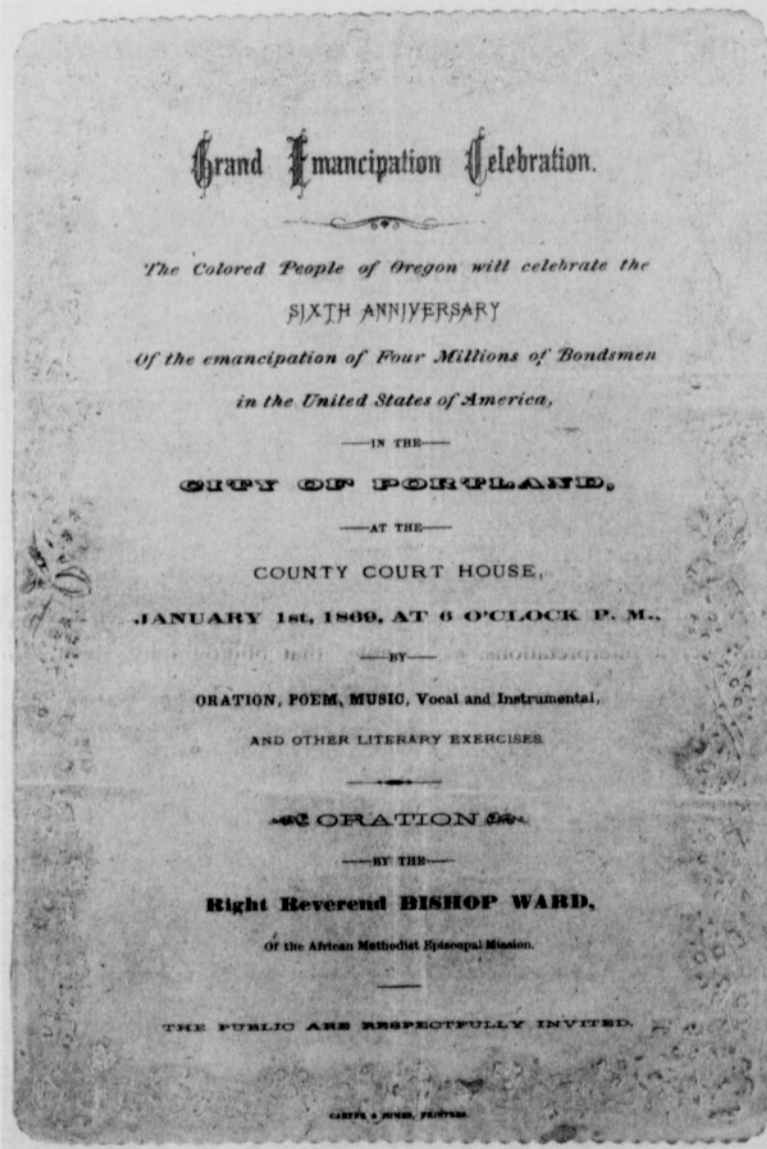 Grand Emancipation Celebration.
The Colored People of Oregon will celebrate the
SIXTH ANNIVERSARY
Of the emancipation of Four Millions of Bondsmen
in the United States of America,
IN THE
CITY OF PORTLAND,
AT THE
COUNTY COURT HOUSE,
JANUARY 1st, 1869, AT 6 O'CLOCK P. M.,
BY
ORATION, POEM, MUSIC, Vocal and Instrumental,
AND OTHER LITERARY EXERCISES.
ORATION
BY THE
Right Reverend BISHOP WARD,
Of the African Methodist Episcopal Mission.
THE PUBLIC ARE RESPECTFULLY INVITED.
CARTER & HIMES, PRINTERS.